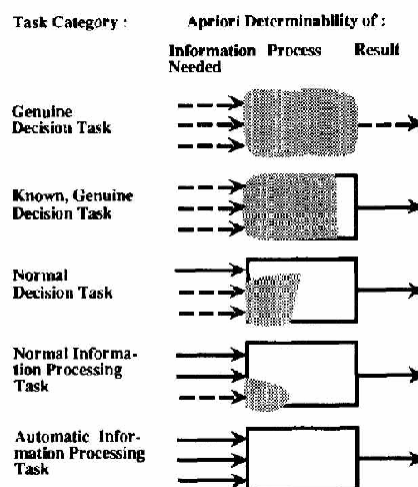 Task Category : Apriori Determinability of :
Information Process Result
Needed
Genuine
Decision Task
Known, Genuine
Decision Task
Normal
Decision Task
Normal Informa-
tion Processing
Task
Automatic Infor-
mation Processing
Task